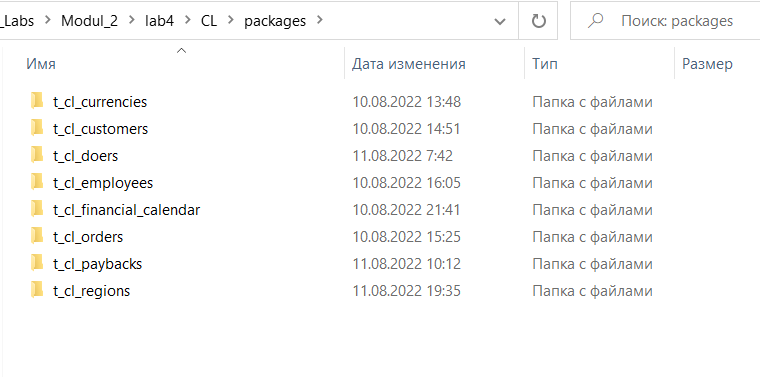 _Labs > Modul_2 > lab4 > CL > packages > Поиск: packages
Имя Дата изменения Тип Размер
t_cl_currencies 10.08.2022 13:48 Папка с файлами
t_cl_customers 10.08.2022 14:51 Папка с файлами
t_cl_doers 11.08.2022 7:42 Папка с файлами
t_cl_employees 10.08.2022 16:05 Папка с файлами
t_cl_financial_calendar 10.08.2022 21:41 Папка с файлами
t_cl_orders 10.08.2022 15:25 Папка с файлами
t_cl_paybacks 11.08.2022 10:12 Папка с файлами
t_cl_regions 11.08.2022 19:35 Папка с файлами